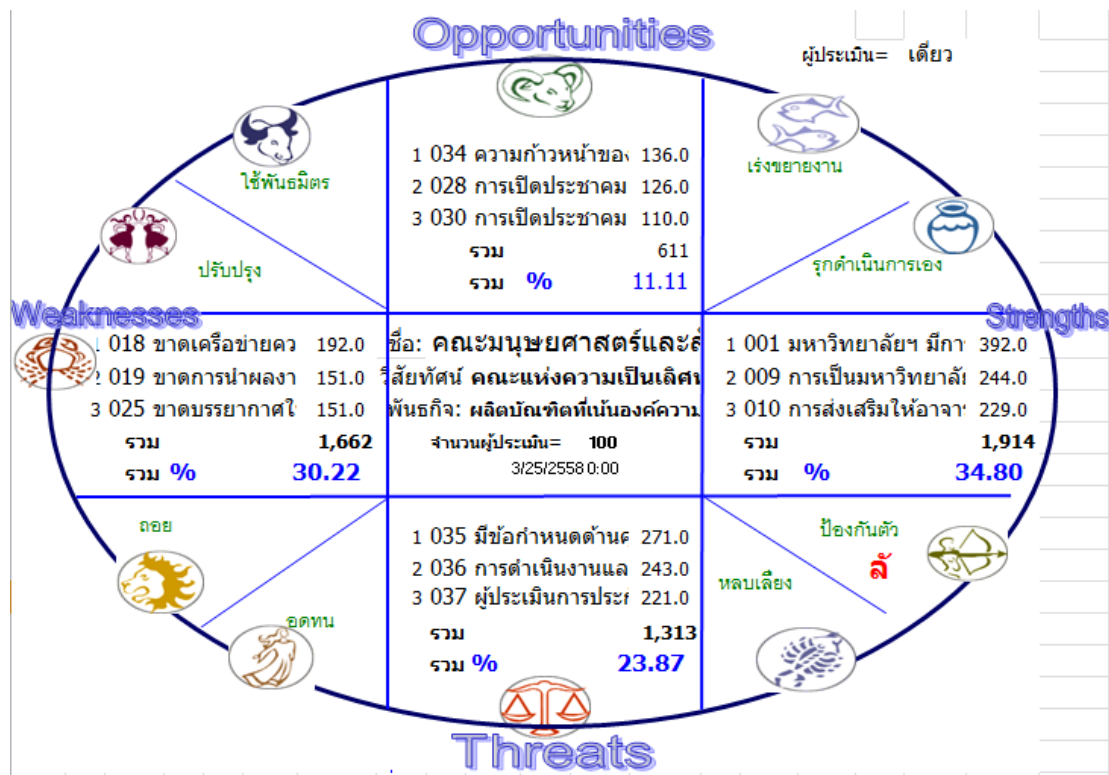 Opportunities
ผู้ประเมิน= เดี่ยว
ใช้พันธมิตร
1 034 ความก้าวหน้าของ 136.0
2 028 การเปิดประชาคม 126.0
3 030 การเปิดประชาคม 110.0
รวม 611
รวม % 11.11
เร่งขยายงาน
ปรับปรุง
รุกดำเนินการเอง
Weaknesses
Strengths
1 018 ขาดเครือข่ายคว 192.0
2 019 ขาดการนำผลงา 151.0
3 025 ขาดบรรยากาศใ 151.0
รวม 1,662
รวม % 30.22
ชื่อ: คณะมนุษยศาสตร์และสั
วิสัยทัศน์ คณะแห่งความเป็นเลิศ
พันธกิจ: ผลิตบัณฑิตที่เน้นองค์ความ
จำนวนผู้ประเมิน= 100
3/25/2558 0:00
1 001 มหาวิทยาลัยฯ มีกา 392.0
2 009 การเป็นมหาวิทยาลั 244.0
3 010 การส่งเสริมให้อาจา 229.0
รวม 1,914
รวม % 34.80
ถอย
อดทน
1 035 มีข้อกำหนดด้านค 271.0
2 036 การดำเนินงานแล 243.0
3 037 ผู้ประเมินการประก 221.0
รวม 1,313
รวม % 23.87
ป้องกันตัว
ลั
หลบเลี่ยง
Threats